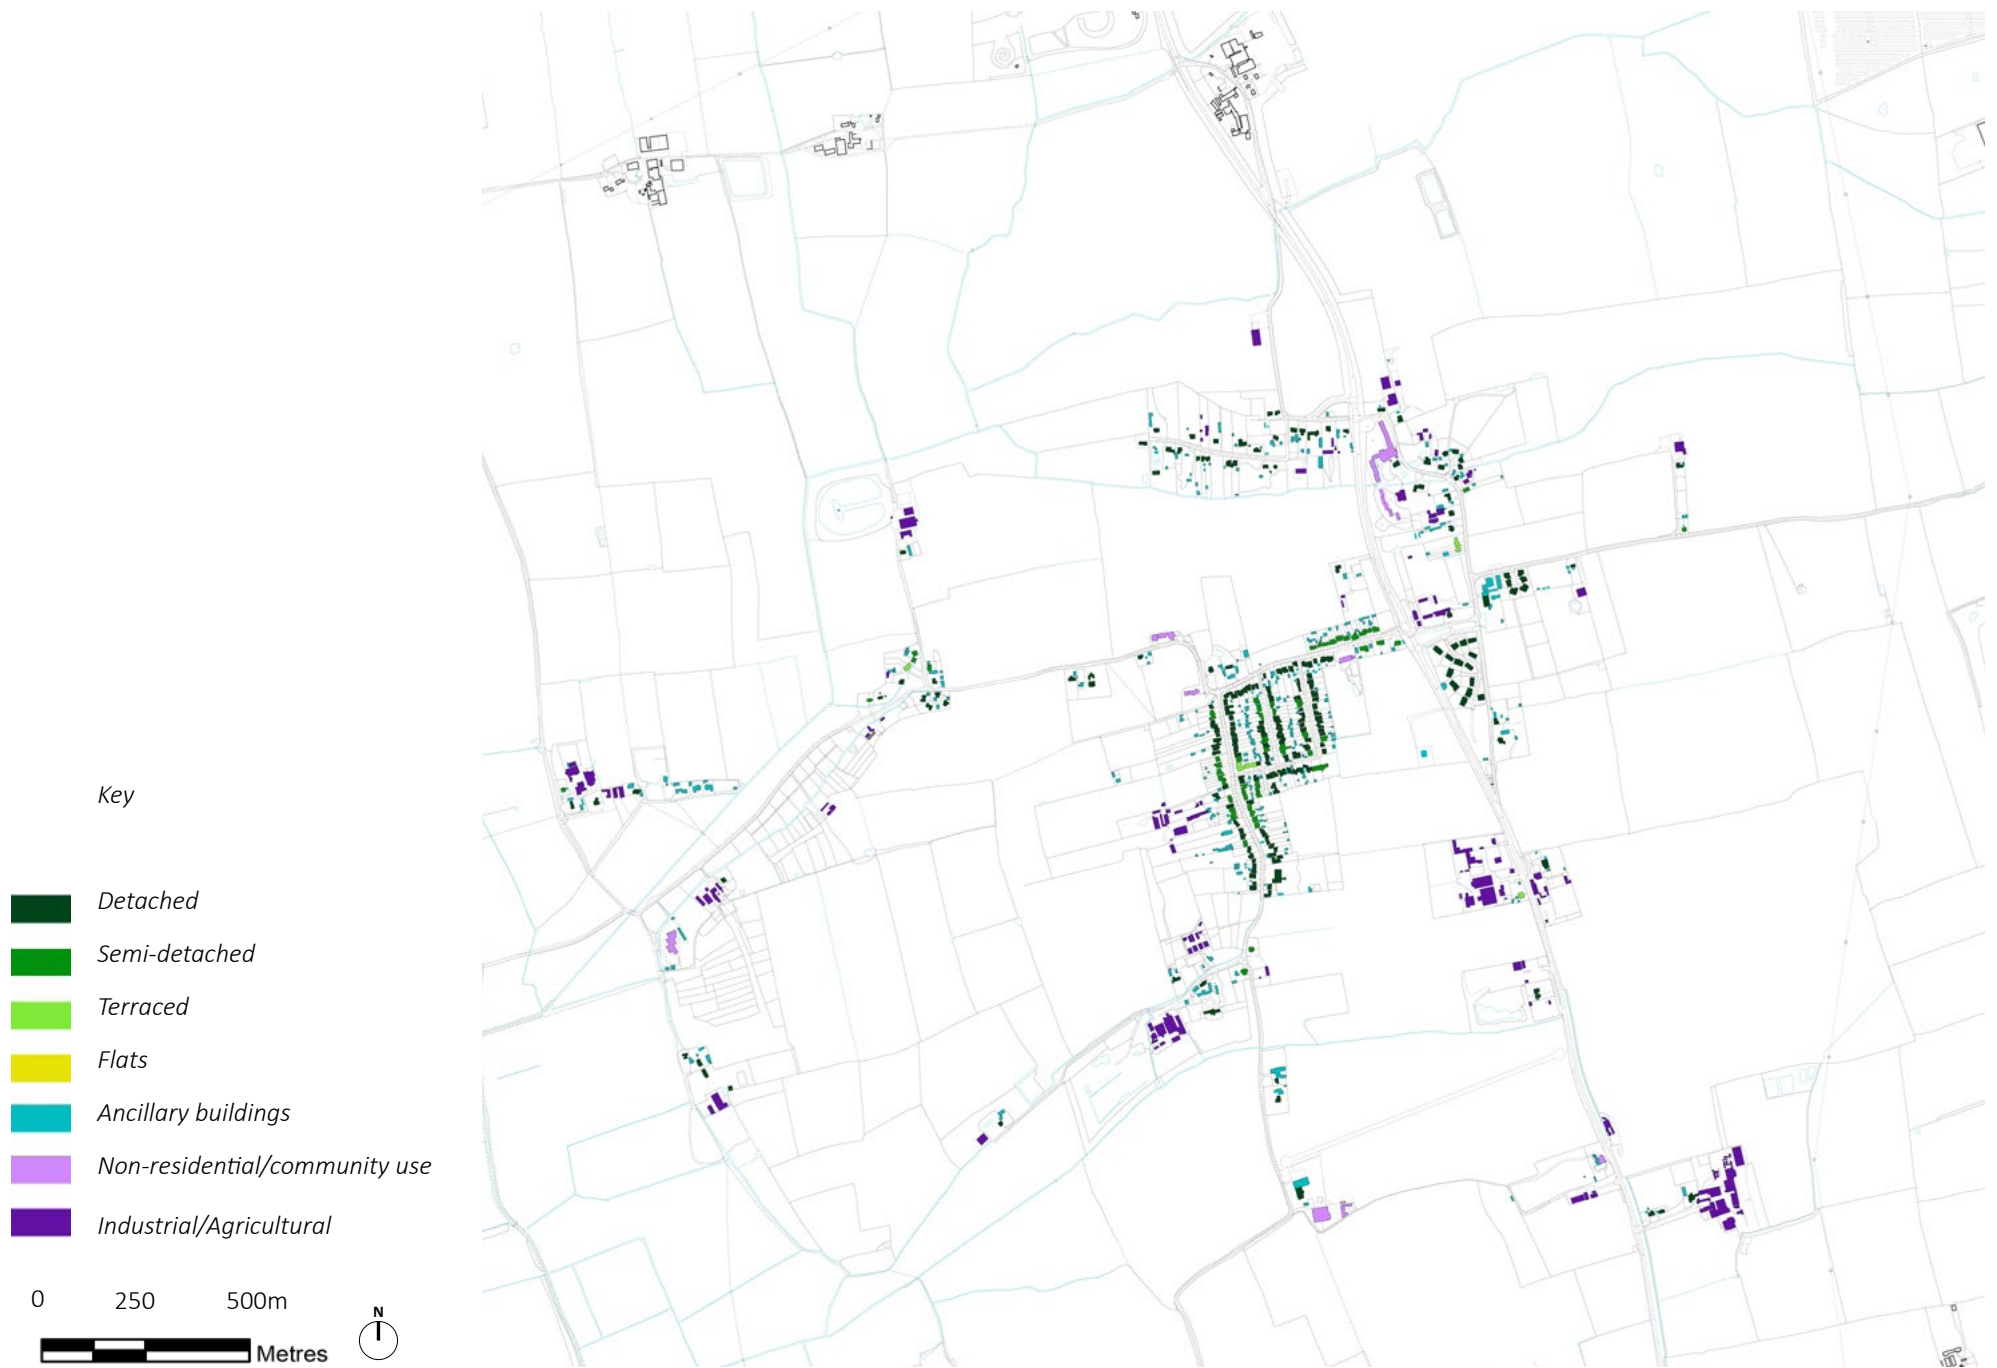 Key
Detached
Semi-detached
Terraced
Flats
Ancillary buildings
Non-residential/community use
Industrial/Agricultural
0 250 500m
N
Metres